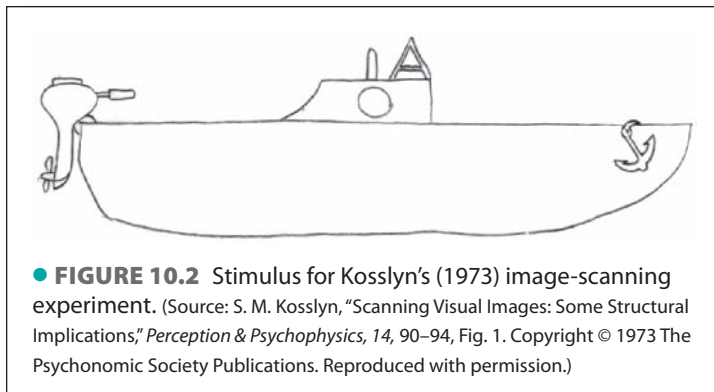 ● FIGURE 10.2 Stimulus for Kosslyn’s (1973) image-scanning
experiment. (Source: S. M. Kosslyn, “Scanning Visual Images: Some Structural
Implications,” Perception & Psychophysics, 14, 90–94, Fig. 1. Copyright © 1973 The
Psychonomic Society Publications. Reproduced with permission.)